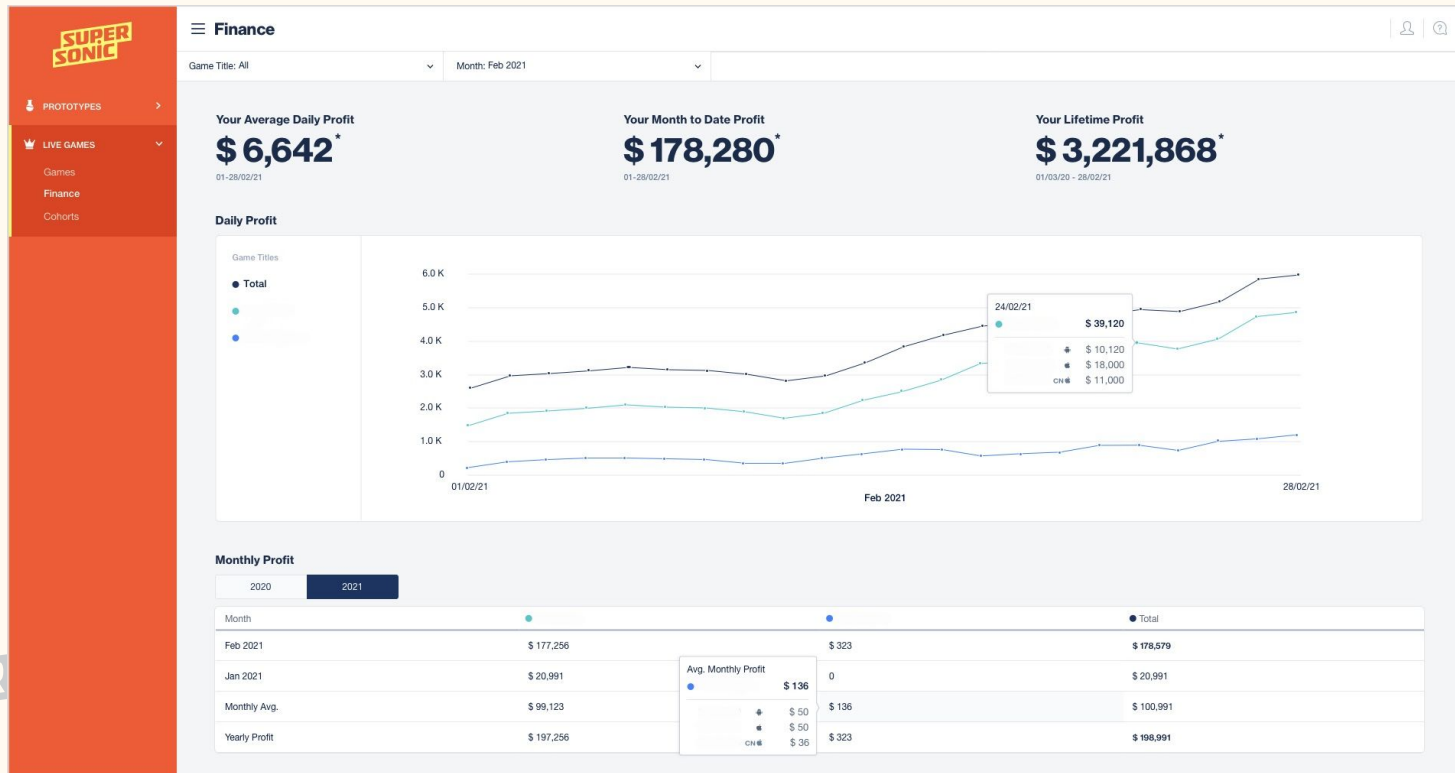 SUPER
SONIC
Finance
Game Title: All
Month: Feb 2021
PROTOTYPES
LIVE GAMES
Games
Finance
Cohorts
Your Average Daily Profit
$ 6,642*
01-28/02/21
Your Month to Date Profit
$ 178,280*
01-28/02/21
Your Lifetime Profit
$ 3,221,868*
01/03/20 - 28/02/21
Daily Profit
Game Titles
Total
6.0 K
5.0 K
4.0 K
3.0 K
2.0 K
1.0 K
0
24/02/21
$ 39,120
$ 10,120
$ 18,000
CN $ 11,000
01/02/21
28/02/21
Feb 2021
Monthly Profit
2020 2021
Month Total
Feb 2021 $ 177,256 $ 323 $ 178,579
Jan 2021 $ 20,991 0 $ 20,991
Monthly Avg. $ 99,123 $ 136 $ 100,991
Yearly Profit $ 197,256 $ 323 $ 198,991
Avg. Monthly Profit
$ 136
$ 50
$ 50
CN $ 36